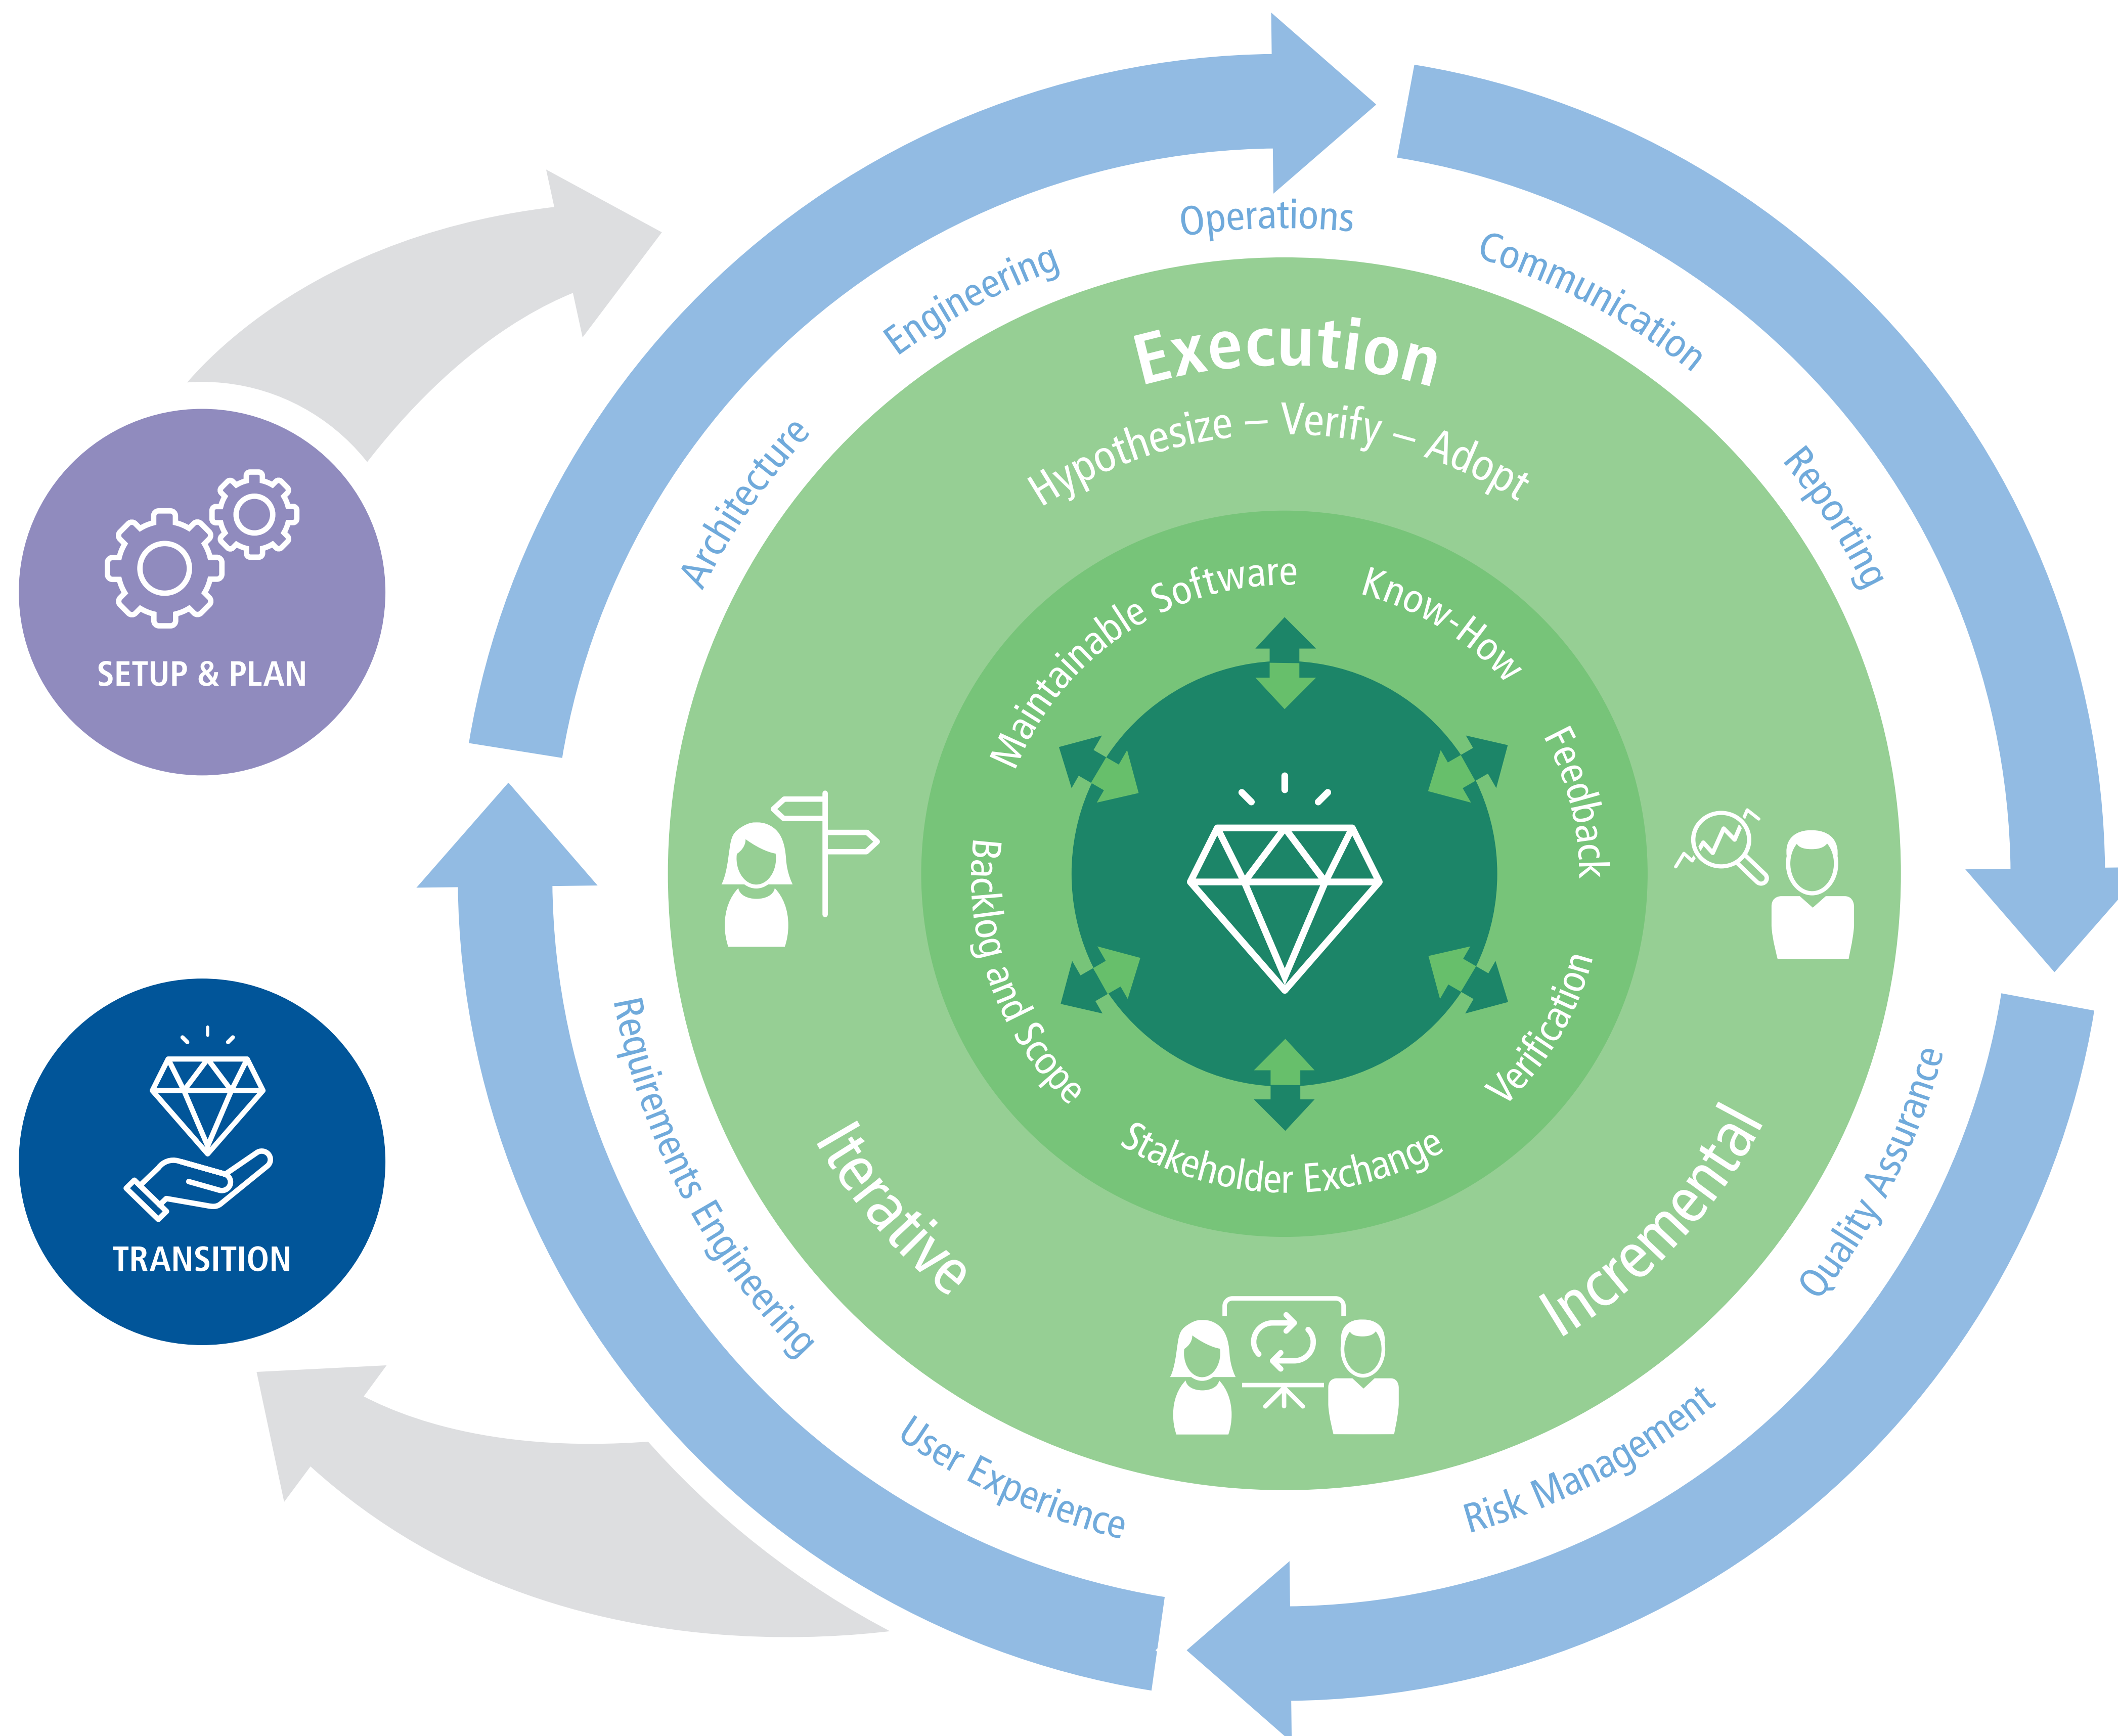 SETUP & PLAN
TRANSITION
Architecture
Engineering
Operations
Communication
Reporting
Quality Assurance
Risk Management
User Experience
Requirements Engineering
Execution
Hypothesize – Verify – Adopt
Iterative
Incremental
Maintainable Software
Know-How
Feedback
Verification
Stakeholder Exchange
Backlog and Scope